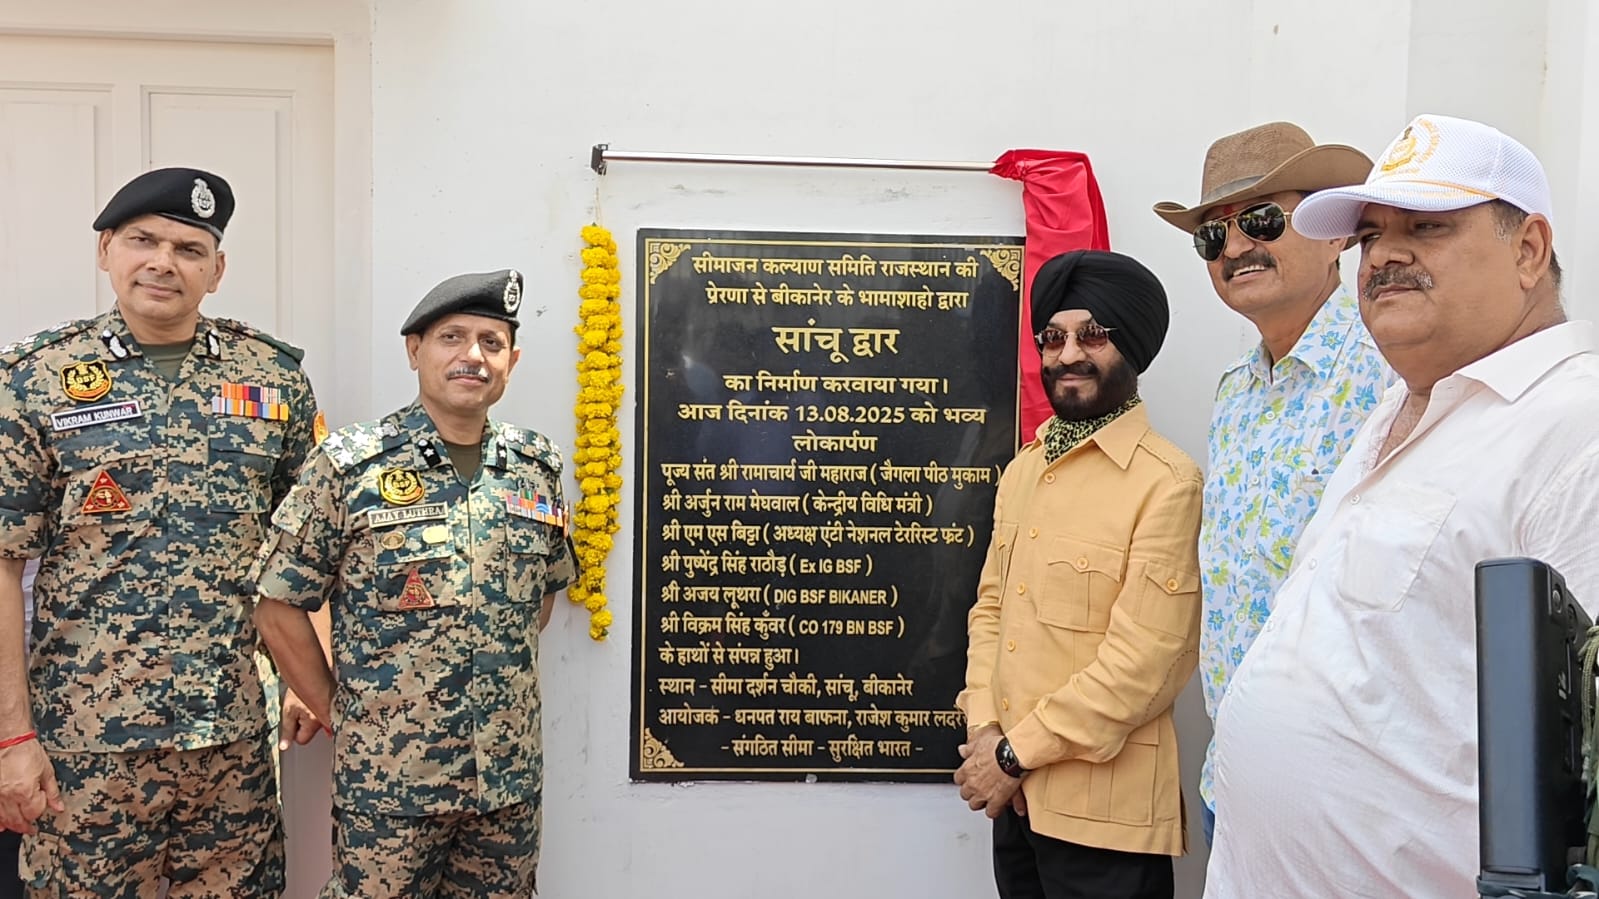 सीमाजन कल्याण समिति राजस्थान की
प्रेरणा से बीकानेर के भामाशाहो द्वारा
सांचू द्वार
का निर्माण करवाया गया।
आज दिनांक 13.08.2025 को भव्य
लोकार्पण
पूज्य संत श्री रामाचार्य जी महाराज ( जैगला पीठ मुकाम )
श्री अर्जुन राम मेघवाल ( केन्द्रीय विधि मंत्री )
श्री एम एस बिट्टा ( अध्यक्ष एंटी नेशनल टेररिस्ट फंट )
श्री पुष्पेंद्र सिंह राठौड़ ( Ex IG BSF )
श्री अजय लूथरा ( DIG BSF BIKANER )
श्री विक्रम सिंह कुँवर ( CO 179 BN BSF )
के हाथों से संपन्न हुआ।
स्थान - सीमा दर्शन चौकी, सांचू, बीकानेर
आयोजक - धनपत राय बाफना, राजेश कुमार
- संगठित सीमा - सुरक्षित भारत -
VIKRAM KUNWAR
AJAY LUTHRA